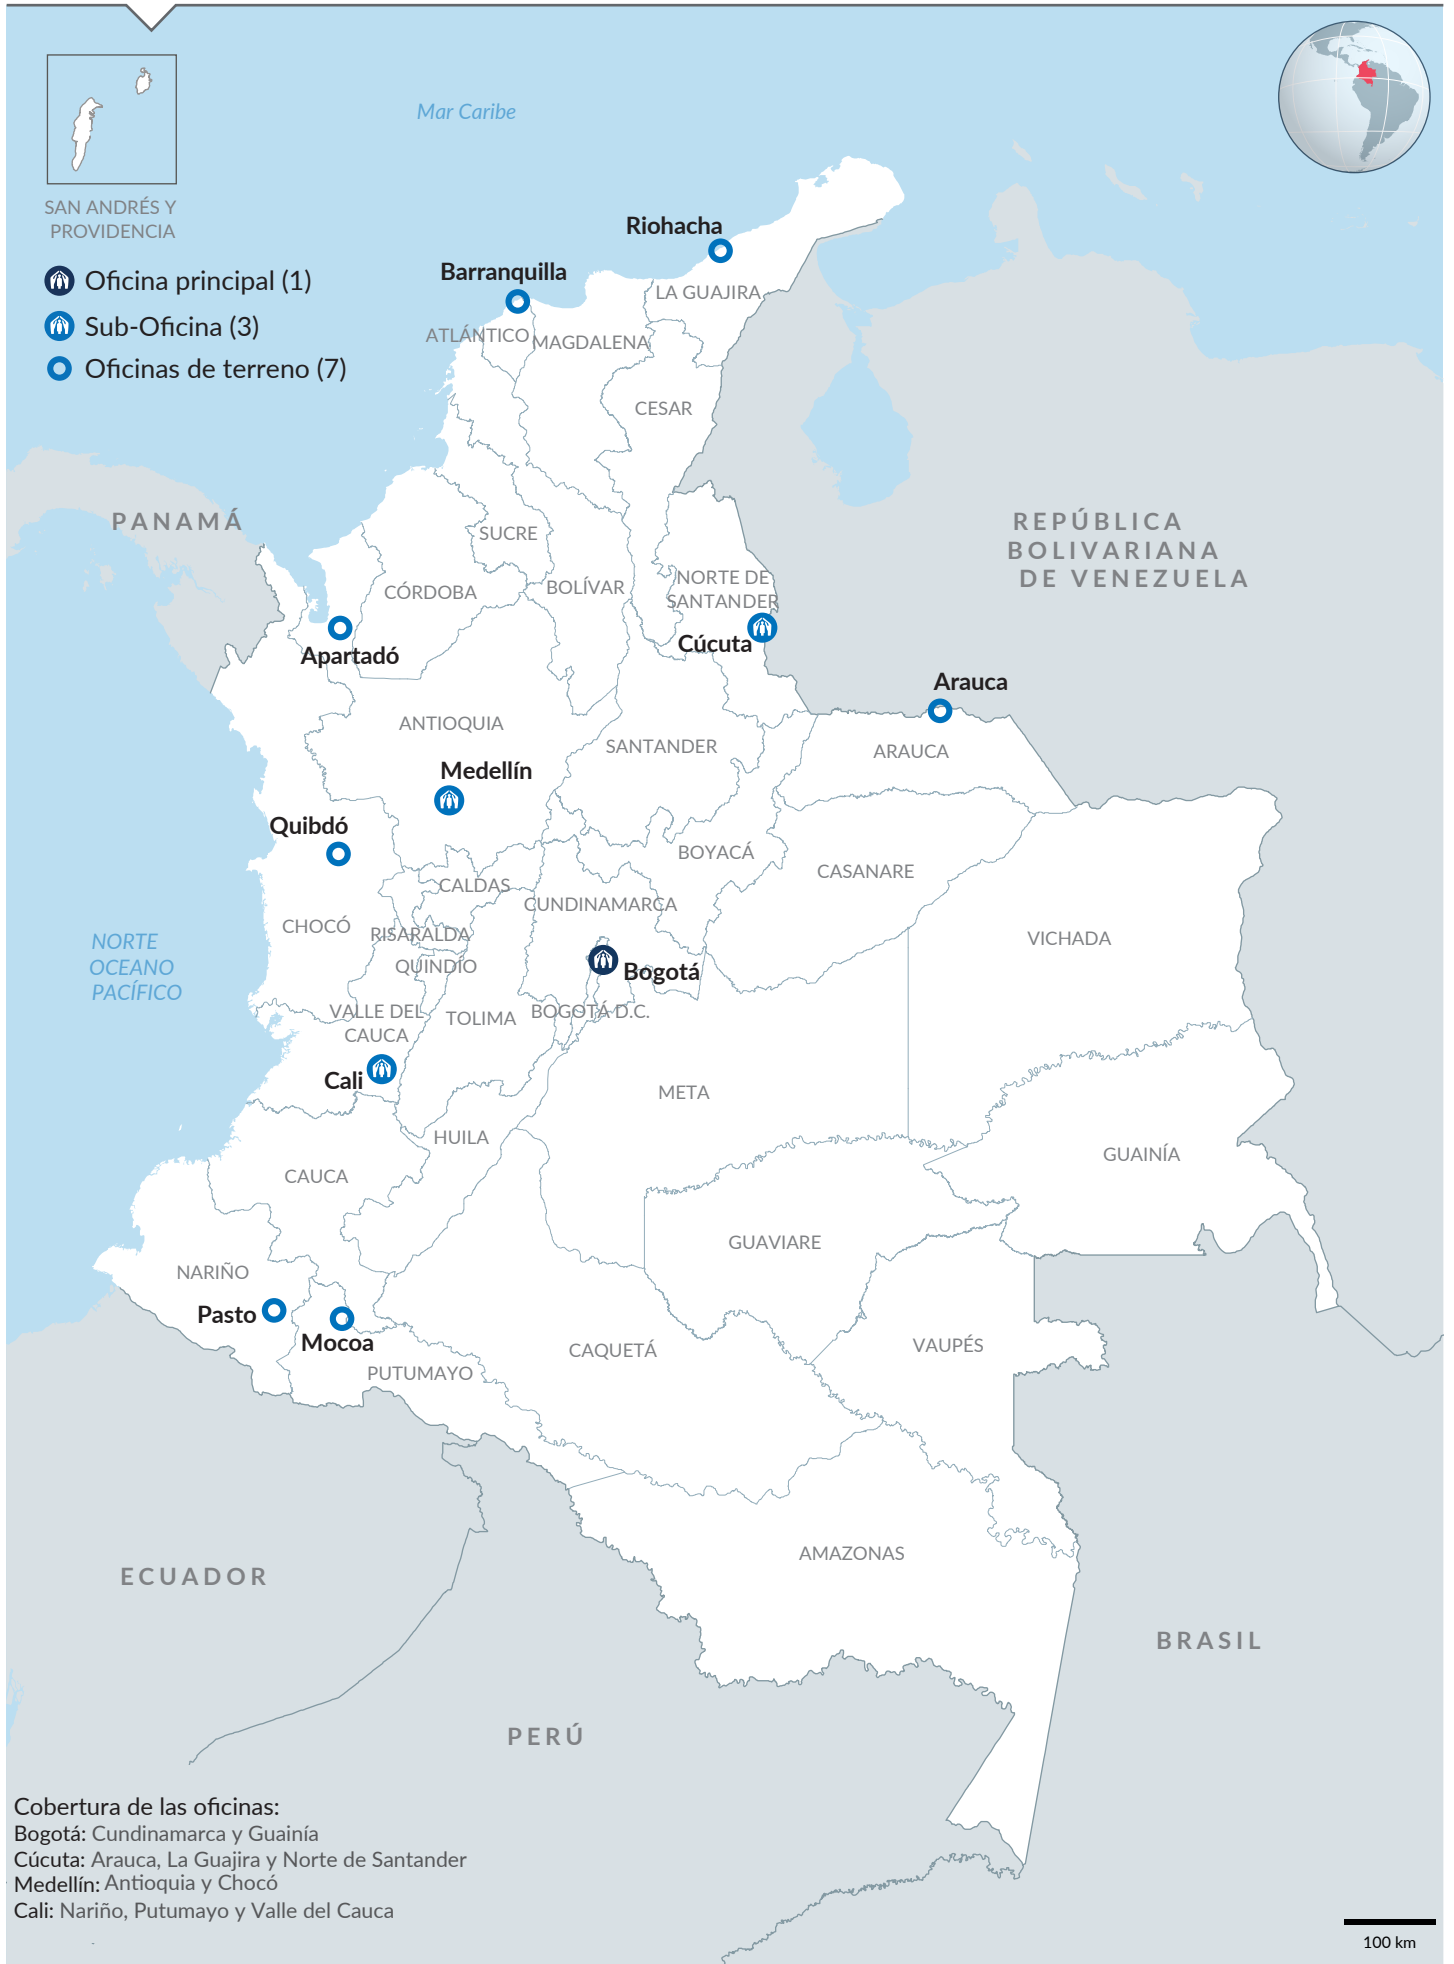 Mar Caribe
SAN ANDRÉS Y
PROVIDENCIA
Oficina principal (1)
Sub-Oficina (3)
Oficinas de terreno (7)
Riohacha
Barranquilla
LA GUAJIRA
ATLÁNTICO
MAGDALENA
CESAR
PANAMÁ
REPÚBLICA
BOLIVARIANA
DE VENEZUELA
SUCRE
NORTE DE
SANTANDER
CÓRDOBA
BOLÍVAR
Cúcuta
Apartadó
Arauca
ANTIOQUIA
SANTANDER
ARAUCA
Medellín
Quibdó
BOYACÁ
CASANARE
CALDAS
CUNDINAMARCA
CHOCÓ
RISARALDA
VICHADA
NORTE
OCEANO
PACÍFICO
QUINDÍO
Bogotá
VALLE DEL
CAUCA
TOLIMA
BOGOTÁ D.C.
Cali
META
HUILA
GUAINÍA
CAUCA
GUAVIARE
NARIÑO
Pasto
Mocoa
CAQUETÁ
VAUPÉS
PUTUMAYO
AMAZONAS
ECUADOR
BRASIL
PERÚ
Cobertura de las oficinas:
Bogotá: Cundinamarca y Guainía
Cúcuta: Arauca, La Guajira y Norte de Santander
Medellín: Antioquia y Chocó
Cali: Nariño, Putumayo y Valle del Cauca
100 km